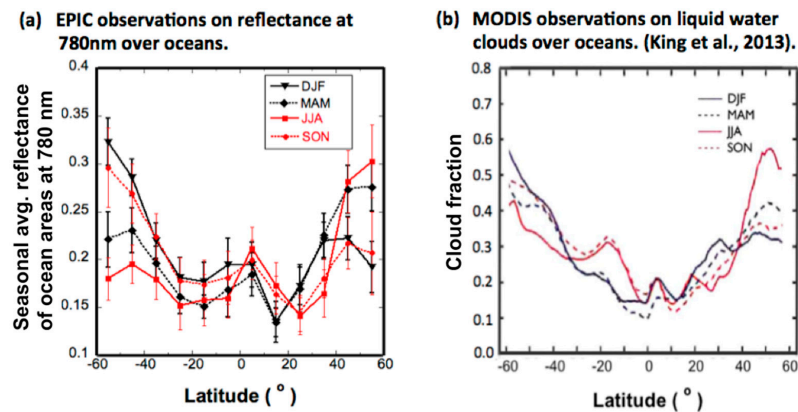 (a) EPIC observations on reflectance at
780nm over oceans.
Seasonal avg. reflectance
of ocean areas at 780 nm
0.4
0.35
0.3
0.25
0.2
0.15
0.1
DJF
MAM
JJA
SON
-60 -40 -20 0 20 40 60
Latitude ( ° )
(b) MODIS observations on liquid water
clouds over oceans. (King et al., 2013).
Cloud fraction
0.8
0.7
0.6
0.5
0.4
0.3
0.2
0.1
0.0
DJF
MAM
JJA
SON
-60 -40 -20 0 20 40 60
Latitude ( ° )